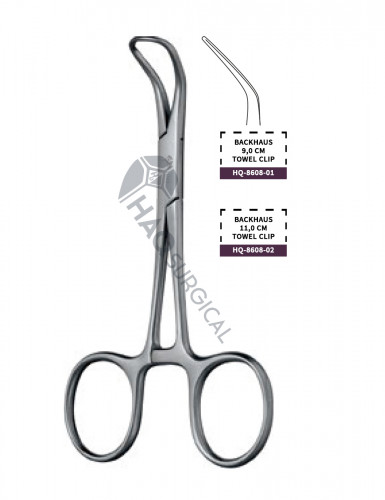 BACKHAUS
9,0 CM
TOWEL CLIP
HQ-8608-01
BACKHAUS
11,0 CM
TOWEL CLIP
HQ-8608-02
HAQ SURGICAL